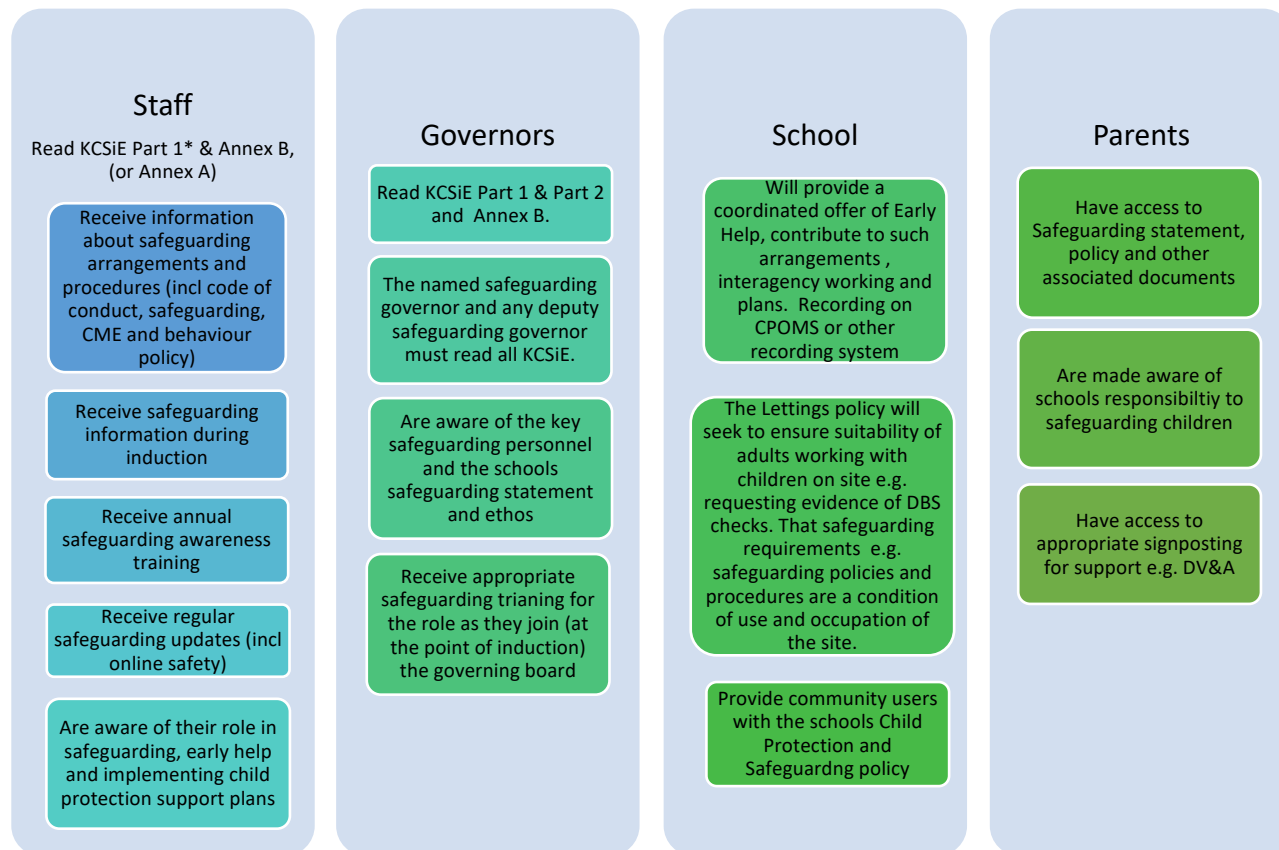 Staff
Read KCSiE Part 1* & Annex B,
(or Annex A)
Receive information
about safeguarding
arrangements and
procedures (incl code of
conduct, safeguarding,
CME and behaviour
policy)
Receive safeguarding
information during
induction
Receive annual
safeguarding awareness
training
Receive regular
safeguarding updates (incl
online safety)
Are aware of their role in
safeguarding, early help
and implementing child
protection support plans
Governors
Read KCSiE Part 1 & Part 2
and Annex B.
The named safeguarding
governor and any deputy
safeguarding governor
must read all KCSiE.
Are aware of the key
safeguarding personnel
and the schools
safeguarding statement
and ethos
Receive appropriate
safeguarding trianing for
the role as they join (at
the point of induction)
the governing board
School
Will provide a
coordinated offer of Early
Help, contribute to such
arrangements ,
interagency working and
plans. Recording on
CPOMS or other
recording system
The Lettings policy will
seek to ensure suitability of
adults working with
children on site e.g.
requesting evidence of DBS
checks. That safeguarding
requirements e.g.
safeguarding policies and
procedures are a condition
of use and occupation of
the site.
Provide community users
with the schools Child
Protection and
Safeguardng policy
Parents
Have access to
Safeguarding statement,
policy and other
associated documents
Are made aware of
schools responsibiltiy to
safeguarding children
Have access to
appropriate signposting
for support e.g. DV&A